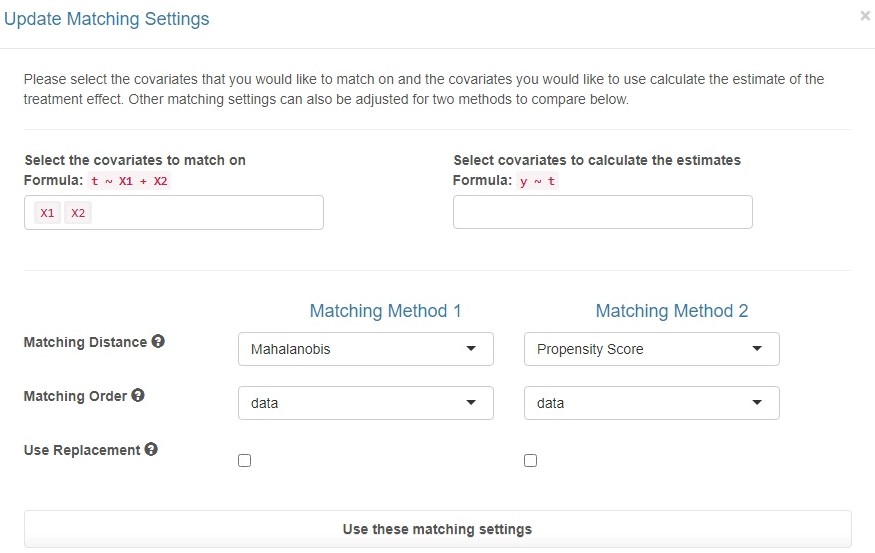 Update Matching Settings
×
Please select the covariates that you would like to match on and the covariates you would like to use calculate the estimate of the
treatment effect. Other matching settings can also be adjusted for two methods to compare below.
Select the covariates to match on
Formula: t ~ X1 + X2
X1 X2
Select covariates to calculate the estimates
Formula: y ~ t
Matching Method 1
Matching Method 2
Matching Distance ?
Mahalanobis
Propensity Score
Matching Order ?
data
data
Use Replacement ?
Use these matching settings